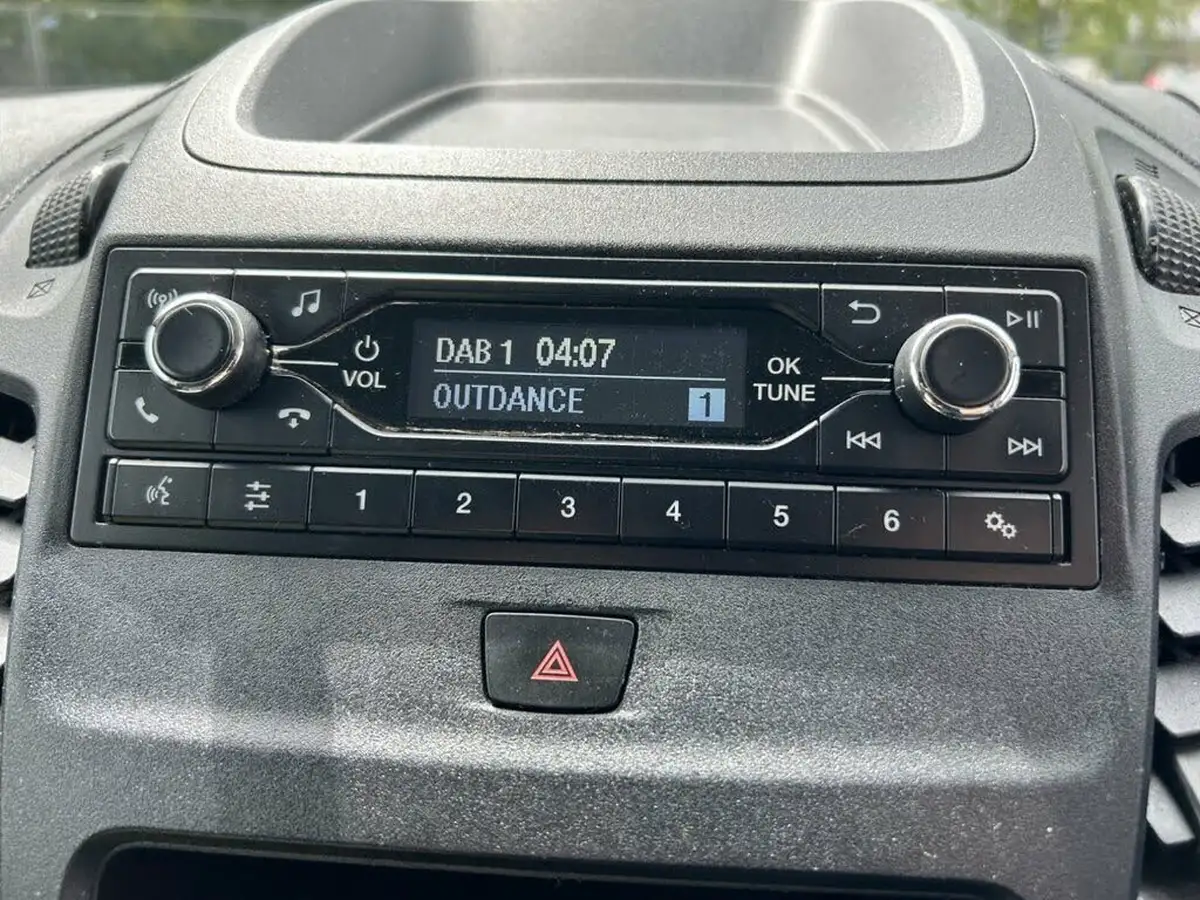 DAB 1 04:07
OUTDANCE 1
VOL
OK
TUNE
1 2 3 4 5 6